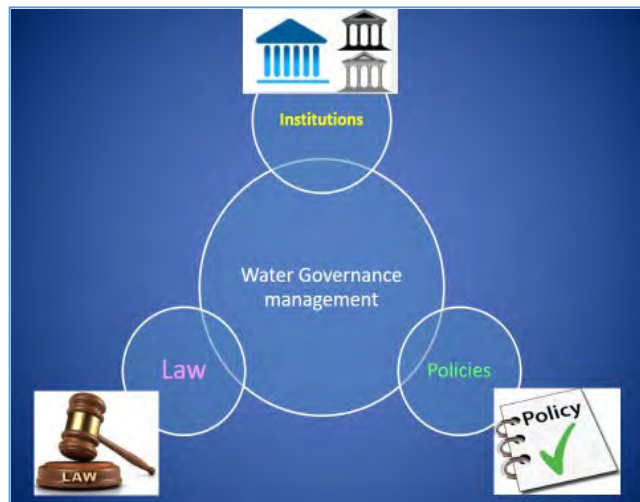 Institutions
Water Governance
management
Law
Policies
LAW
Policy